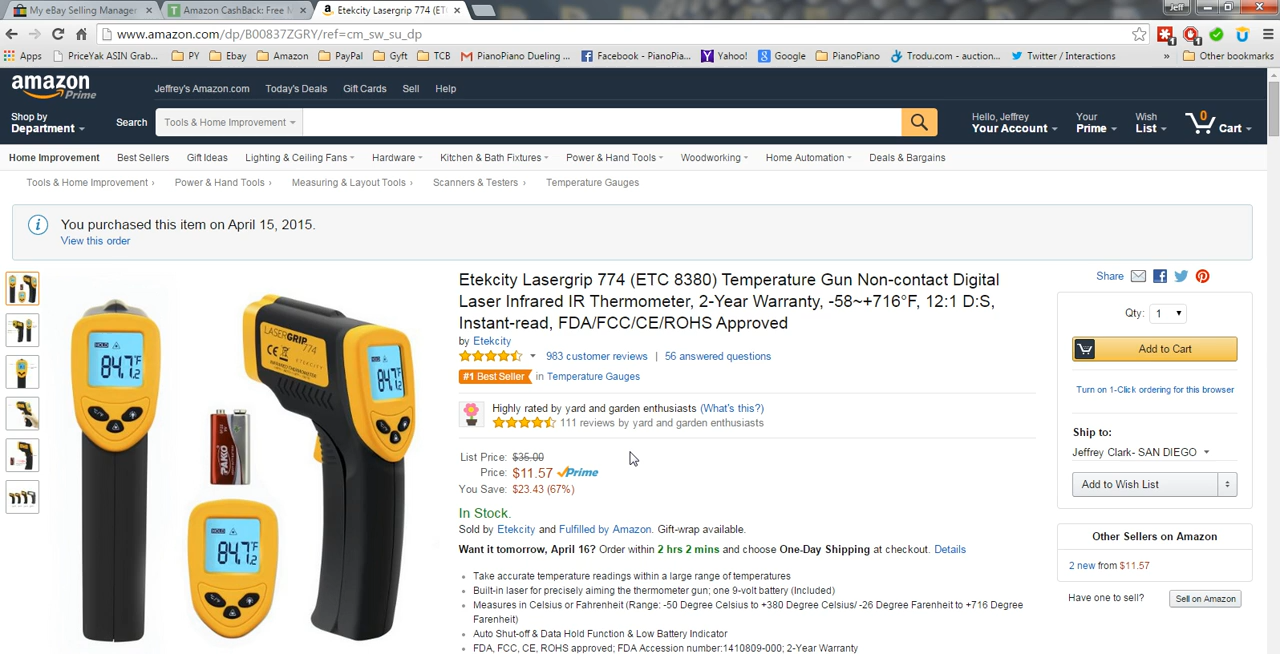 My eBay Selling Manager
Amazon CashBack: Free M
Etekcity Lasergrip 774 (ET
Jeff
www.amazon.com/dp/B00837ZGRY/ref=cm_sw_su_dp
Apps PriceYak ASIN Grab... PY Ebay Amazon PayPal Gyft TCB PianoPiano Dueling ... Facebook - PianoPia... Yahoo! Google PianoPiano Trodu.com - auction... Twitter / Interactions » Other bookmarks
amazon
Prime
Jeffrey's Amazon.com Today's Deals Gift Cards Sell Help
Shop by
Department
Search Tools & Home Improvement
Hello, Jeffrey
Your Account
Your
Prime
Wish
List
0
Cart
Home Improvement Best Sellers Gift Ideas Lighting & Ceiling Fans Hardware Kitchen & Bath Fixtures Power & Hand Tools Woodworking Home Automation Deals & Bargains
Tools & Home Improvement › Power & Hand Tools › Measuring & Layout Tools › Scanners & Testers › Temperature Gauges
You purchased this item on April 15, 2015.
View this order
HOLD
84.7
°F
1.2
LASERGRIP 774
CE
ETEKCITY
84.7
°F
1.2
PAKKO
HOLD
84.7
°F
1.2
Etekcity Lasergrip 774 (ETC 8380) Temperature Gun Non-contact Digital
Laser Infrared IR Thermometer, 2-Year Warranty, -58~+716°F, 12:1 D:S,
Instant-read, FDA/FCC/CE/ROHS Approved
by Etekcity
983 customer reviews | 56 answered questions
#1 Best Seller in Temperature Gauges
Highly rated by yard and garden enthusiasts (What's this?)
111 reviews by yard and garden enthusiasts
List Price: $35.00
Price: $11.57 Prime
You Save: $23.43 (67%)
In Stock.
Sold by Etekcity and Fulfilled by Amazon. Gift-wrap available.
Want it tomorrow, April 16? Order within 2 hrs 2 mins and choose One-Day Shipping at checkout. Details
• Take accurate temperature readings within a large range of temperatures
• Built-in laser for precisely aiming the thermometer gun; one 9-volt battery (Included)
• Measures in Celsius or Fahrenheit (Range: -50 Degree Celsius to +380 Degree Celsius/ -26 Degree Farenheit to +716 Degree
Farenheit)
• Auto Shut-off & Data Hold Function & Low Battery Indicator
• FDA, FCC, CE, ROHS approved; FDA Accession number:1410809-000; 2-Year Warranty
Share
Qty: 1
Add to Cart
Turn on 1-Click ordering for this browser
Ship to:
Jeffrey Clark- SAN DIEGO
Add to Wish List
Other Sellers on Amazon
2 new from $11.57
Have one to sell? Sell on Amazon